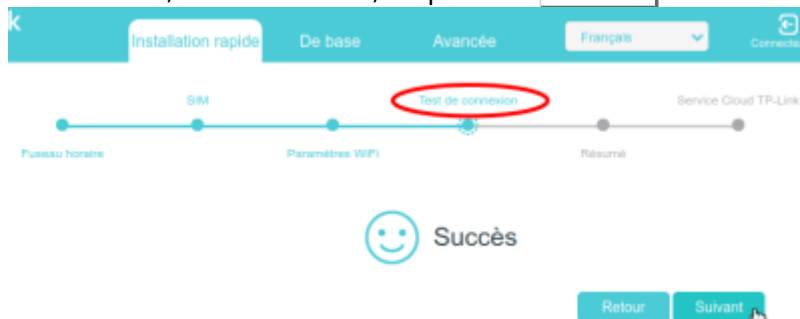 k
Installation rapide De base Avancée Français
SIM Test de connexion Service Cloud TP-Link
Fuseau horaire Paramètres WiFi Résumé
Succès
Retour Suivant